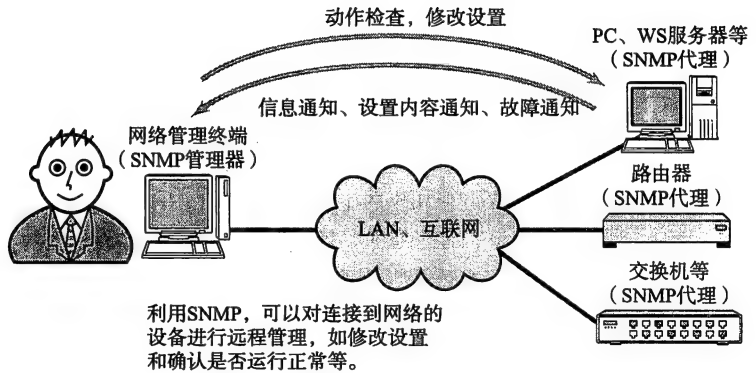 动作检查，修改设置
PC、WS服务器等
（SNMP代理）
信息通知、设置内容通知、故障通知
网络管理终端
（SNMP管理器）
路由器
（SNMP代理）
LAN、互联网
交换机等
（SNMP代理）
利用SNMP，可以对连接到网络的
设备进行远程管理，如修改设置
和确认是否运行正常等。